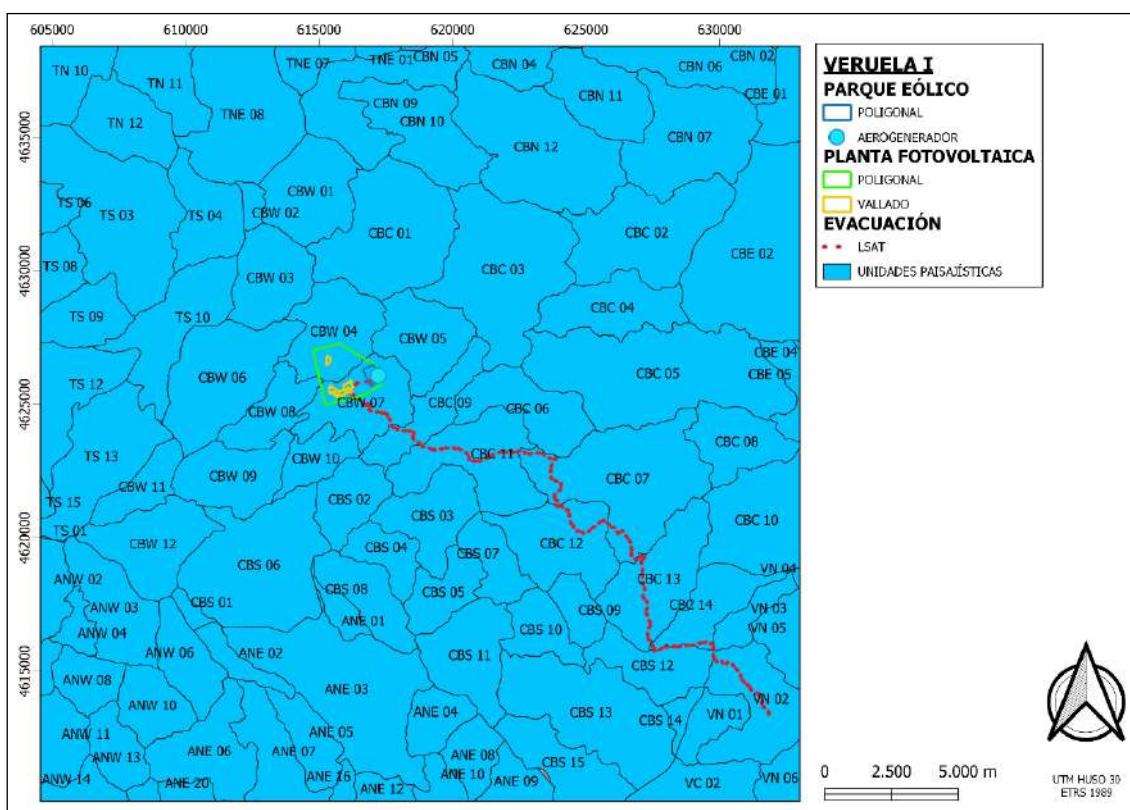 605000 610000 615000 620000 625000 630000
CBN 02
CBN 05
TNE 01
TN 10
TNE 07
CBN 04
CBN 06
TN 11
CBE 01
CBN 09
CBN 11
TNE 08
TN 12
CBN 10
4635000
CBN 07
CBN 12
CBW 01
TS 06
TS 03
TS 04
CBW 02
CBC 01
CBC 02
CBE 02
TS 08
CBC 03
4630000
CBW 03
CBC 04
TS 09
TS 10
CBW 04
CBW 05
CBE 04
TS 12
CBW 06
CBC 05
CBE 05
4625000
CBW 07
CBC 09
CBC 06
CBW 08
CBC 08
TS 13
CBW 10
CBC 11
CBW 11
CBW 09
CBC 07
TS 15
CBS 02
CBS 03
CBC 10
TS 01
4620000
CBW 12
CBS 04
CBS 07
CBC 12
ANW 02
CBS 06
CBC 13
VN 04
CBS 08
CBS 05
ANW 03
CBS 01
CBS 09
CBC 14
VN 03
ANE 01
VN 05
ANW 04
CBS 10
ANW 06
ANE 02
CBS 11
CBS 12
4615000
ANW 08
ANE 03
VN 02
ANW 10
ANE 04
CBS 13
CBS 14
VN 01
ANW 11
ANE 05
ANW 13
ANE 06
ANE 07
ANE 08
CBS 15
ANW 14
ANE 20
ANE 16
ANE 10
ANE 09
ANE 12
VC 02
VN 06
VERUELA I
PARQUE EÓLICO
POLIGONAL
AEROGENERADOR
PLANTA FOTOVOLTAICA
POLIGONAL
VALLADO
EVACUACIÓN
LSAT
UNIDADES PAISAJÍSTICAS
0 2.500 5.000 m
UTM HUSO 30
ETRS 1989